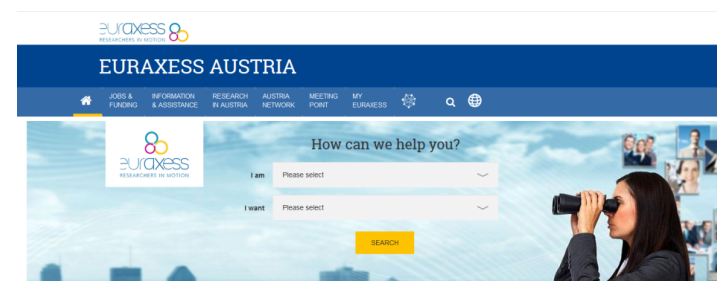 euraxess
RESEARCHERS IN MOTION
EURAXESS AUSTRIA
JOBS &
FUNDING
INFORMATION
& ASSISTANCE
RESEARCH
IN AUSTRIA
AUSTRIA
NETWORK
MEETING
POINT
MY
EURAXESS
How can we help you?
euraxess
RESEARCHERS IN MOTION
I am Please select
I want Please select
SEARCH